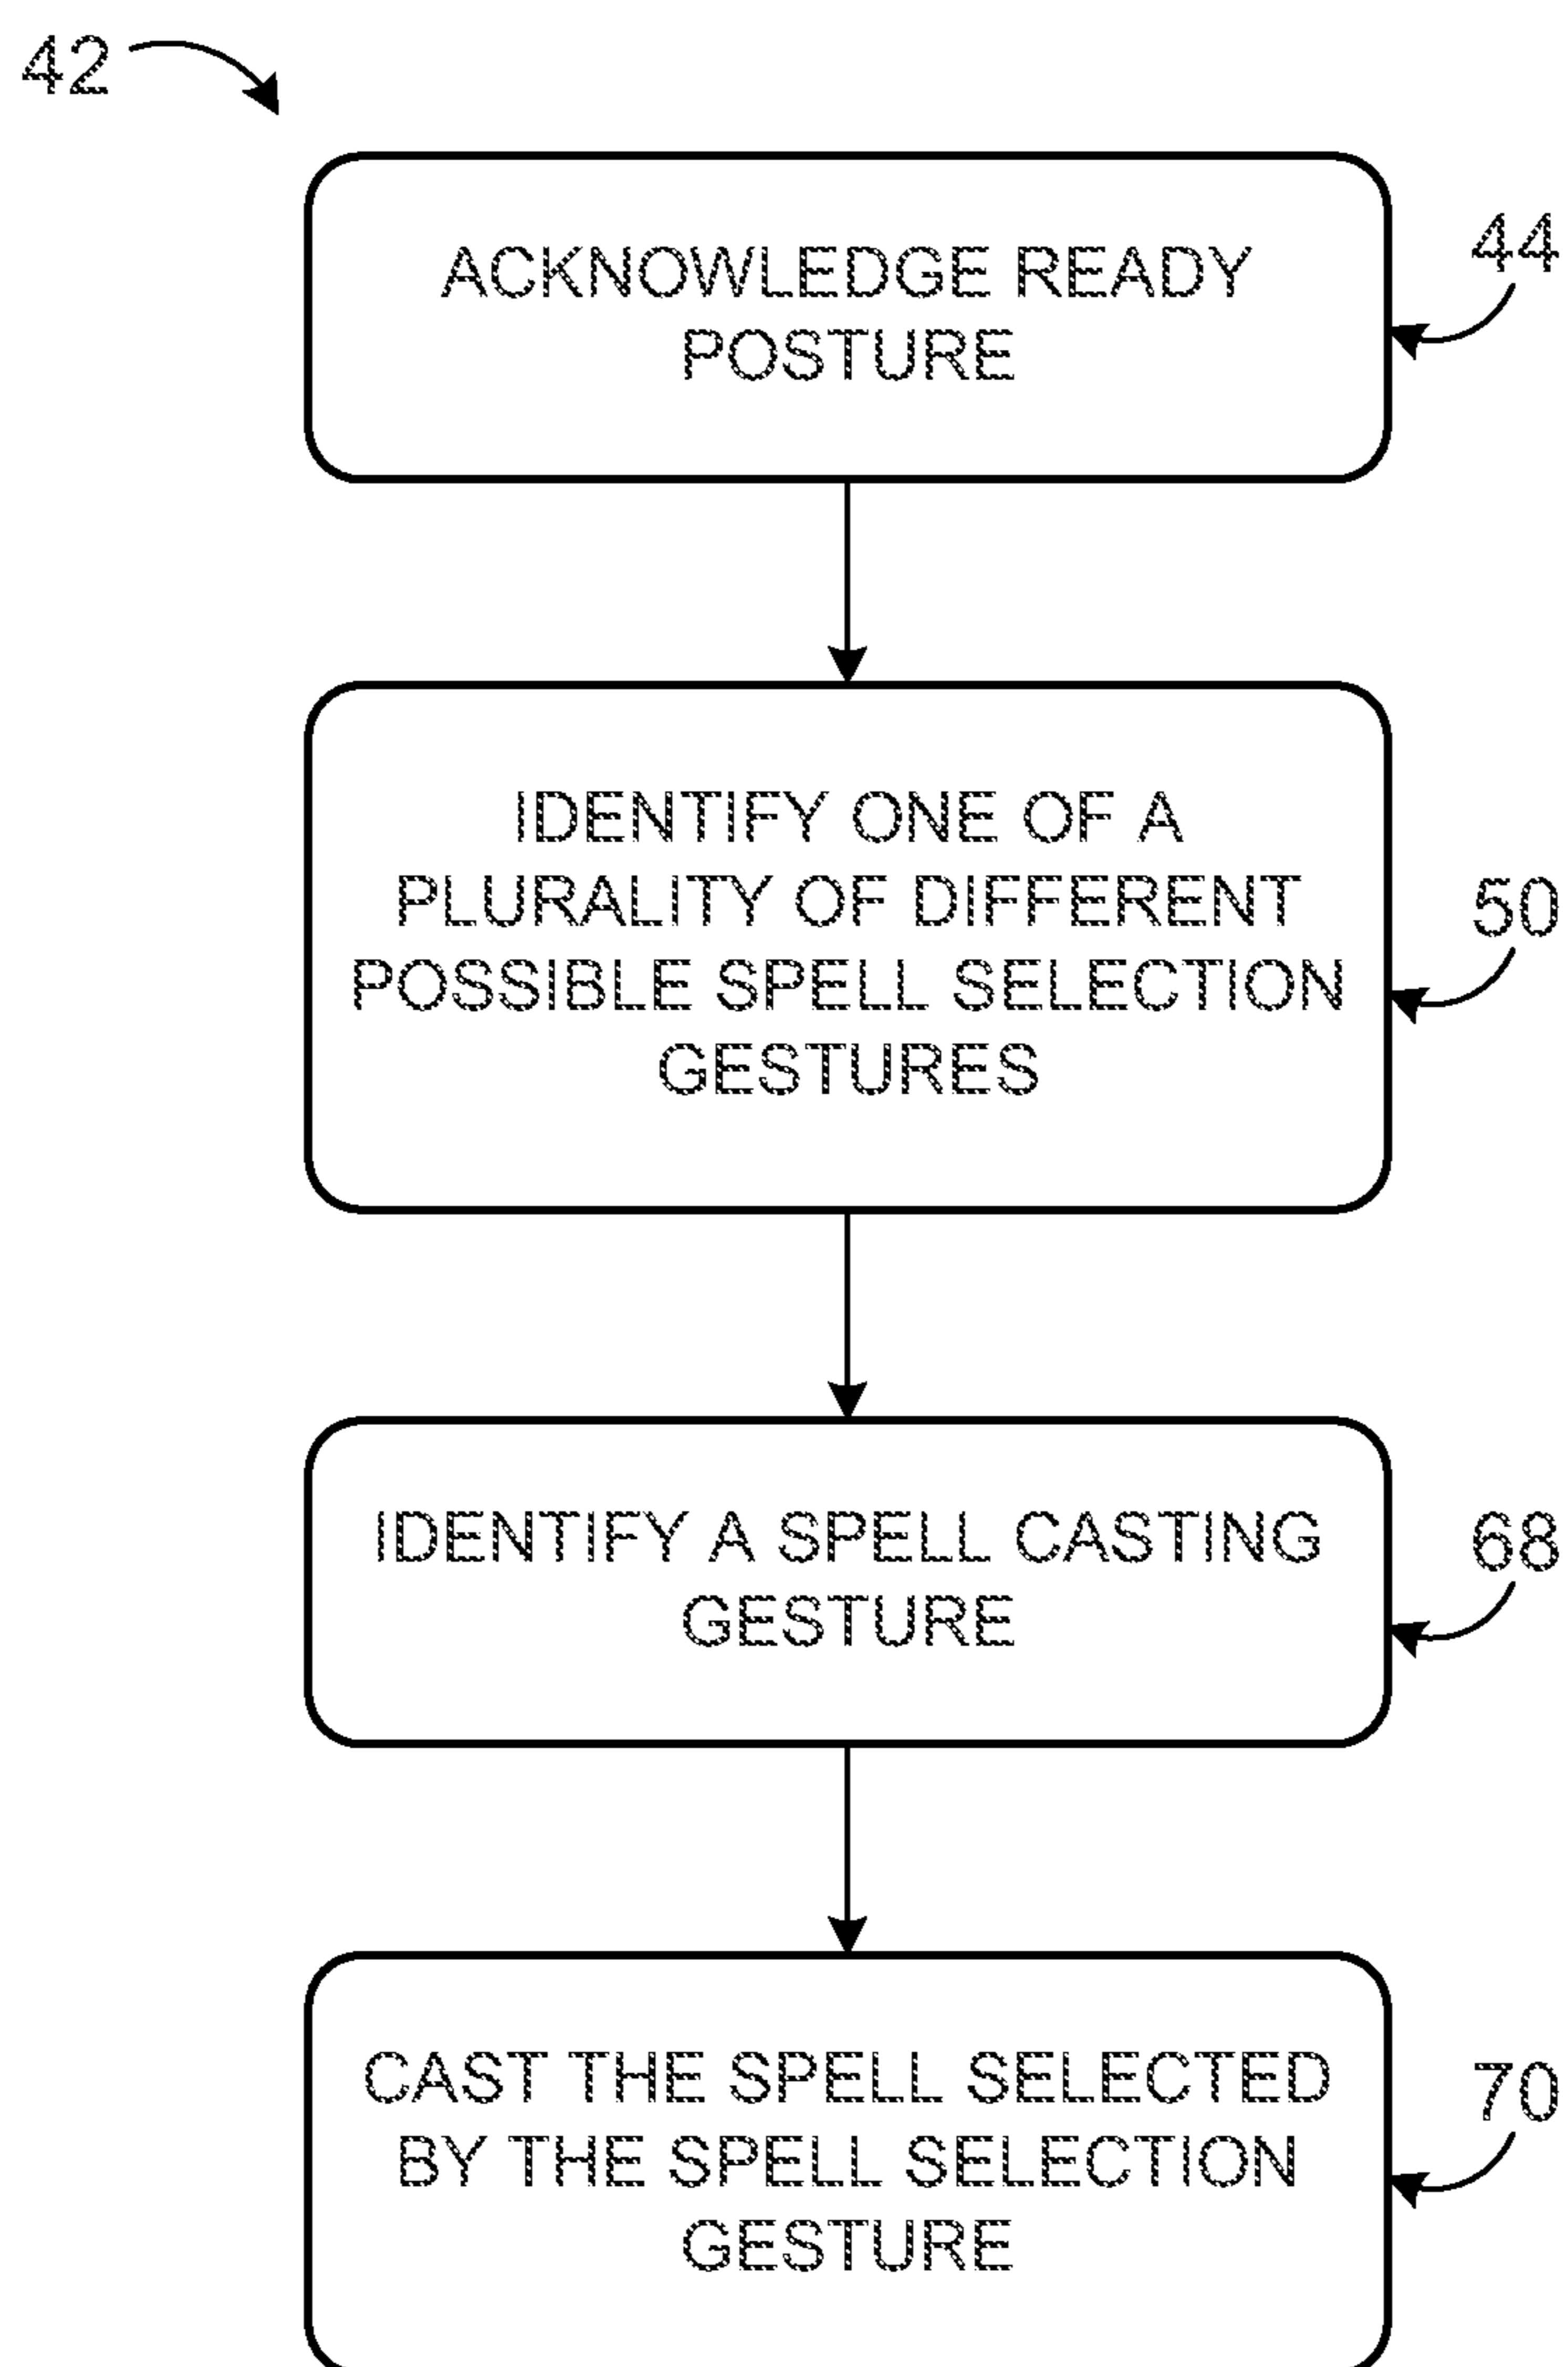 42
ACKNOWLEDGE READY
POSTURE
44
IDENTIFY ONE OF A
PLURALITY OF DIFFERENT
POSSIBLE SPELL SELECTION
GESTURES
50
IDENTIFY A SPELL CASTING
GESTURE
68
CAST THE SPELL SELECTED
BY THE SPELL SELECTION
GESTURE
70